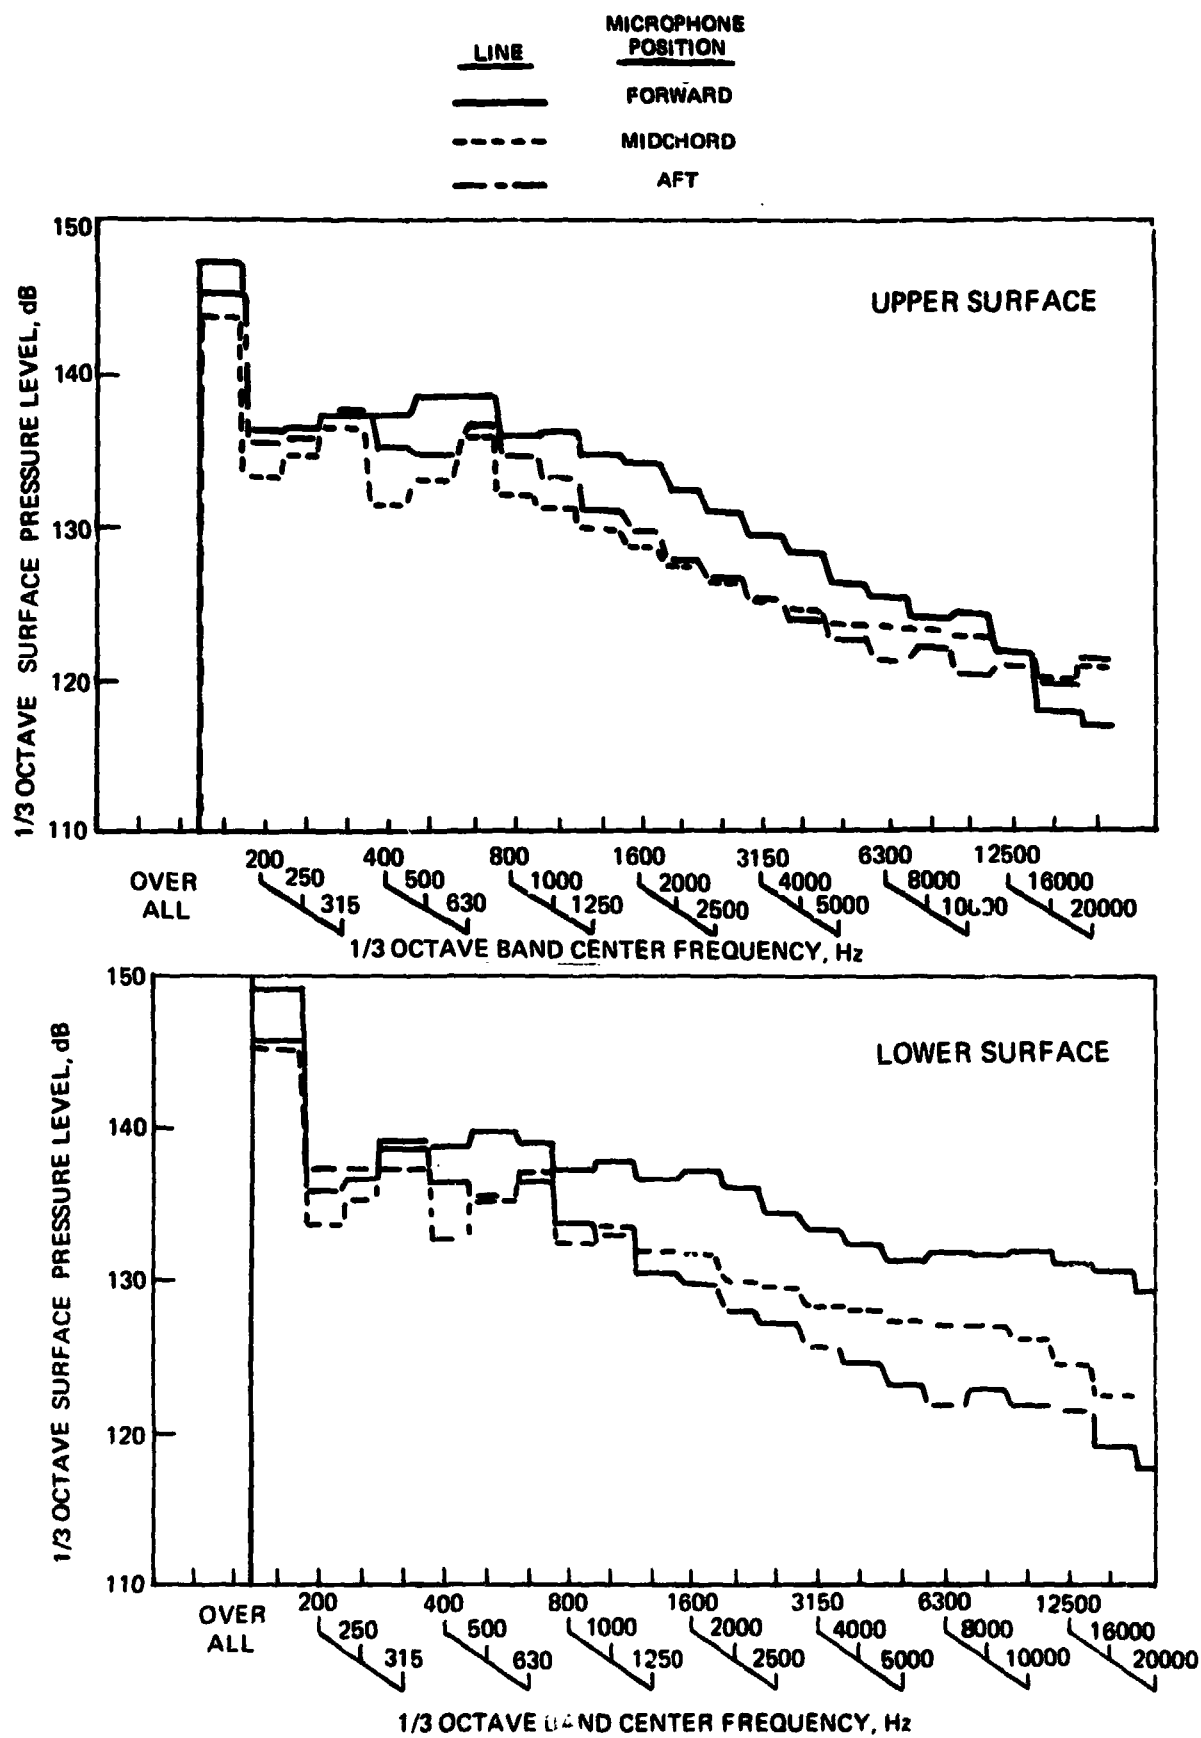 LINE
MICROPHONE POSITION
FORWARD
MIDCHORD
AFT
1/3 OCTAVE SURFACE PRESSURE LEVEL, dB
150
140
130
120
110
UPPER SURFACE
OVER ALL
200 250 315
400 500 630
800 1000 1250
1600 2000 2500
3150 4000 5000
6300 8000
12500 16000 20000
1/3 OCTAVE BAND CENTER FREQUENCY, Hz
1/3 OCTAVE SURFACE PRESSURE LEVEL, dB
150
140
130
120
110
LOWER SURFACE
OVER ALL
200 250 315
400 500 630
800 1000 1250
1600 2000 2500
3150 4000 5000
6300 8000 10000
12500 16000 20000
1/3 OCTAVE BAND CENTER FREQUENCY, Hz